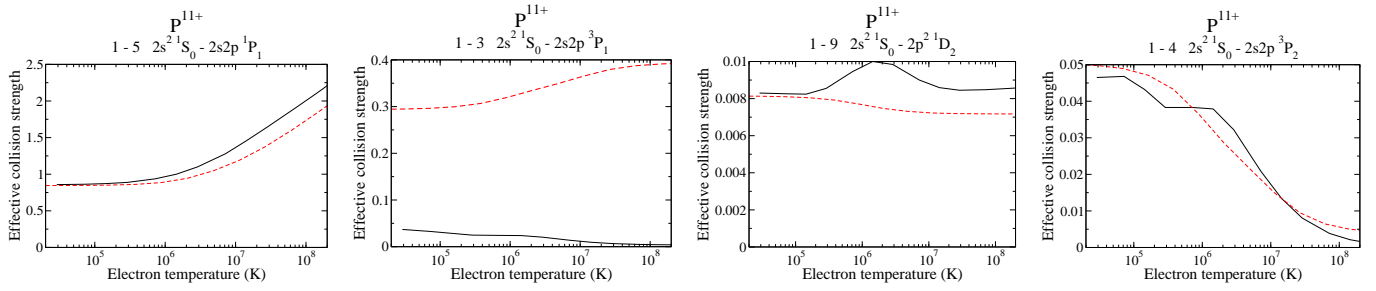 P11+
1 - 5 2s2 1S0 - 2s2p 1P1
2.5
2
1.5
1
0.5
0
Effective collision strength
105 106 107 108
Electron temperature (K)
P11+
1 - 3 2s2 1S0 - 2s2p 3P1
0.4
0.3
0.2
0.1
0
Effective collision strength
105 106 107 108
Electron temperature (K)
P11+
1 - 9 2s2 1S0 - 2p2 1D2
0.01
0.008
0.006
0.004
0.002
0
Effective collision strength
105 106 107 108
Electron temperature (K)
P11+
1 - 4 2s2 1S0 - 2s2p 3P2
0.05
0.04
0.03
0.02
0.01
0
Effective collision strength
105 106 107 108
Electron temperature (K)